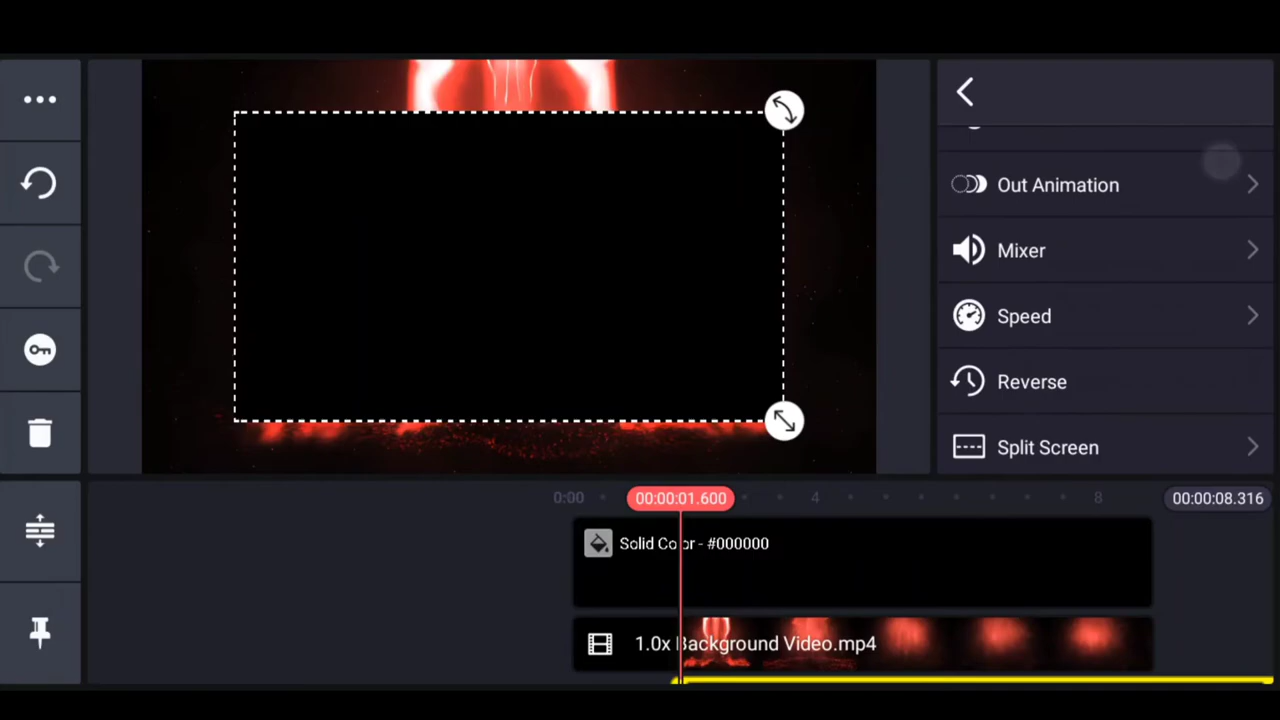 Out Animation
Mixer
Speed
Reverse
Split Screen
0:00
00:00:01.600
4
8
00:00:08.316
Solid Color - #000000
1.0x Background Video.mp4